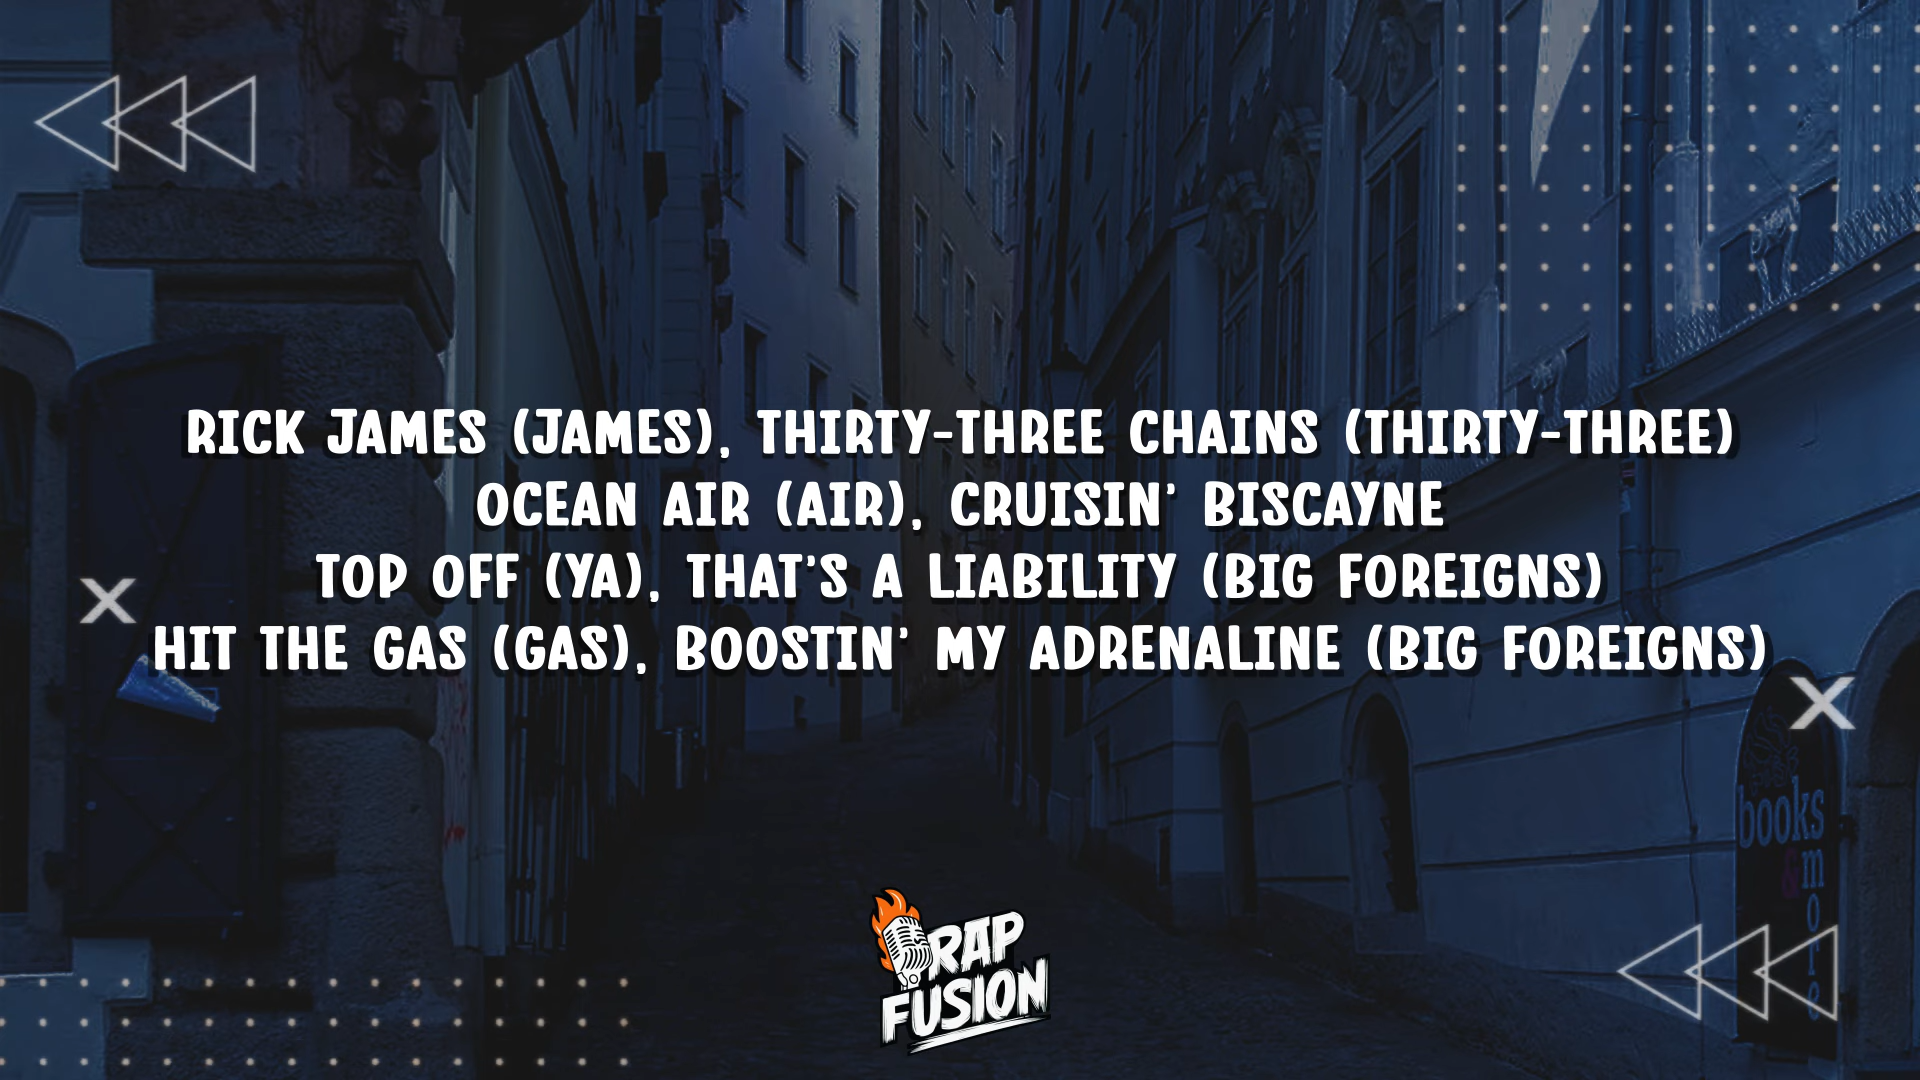 RICK JAMES (JAMES), THIRTY-THREE CHAINS (THIRTY-THREE)
OCEAN AIR (AIR), CRUISIN' BISCAYNE
TOP OFF (YA), THAT'S A LIABILITY (BIG FOREIGNS)
HIT THE GAS (GAS), BOOSTIN' MY ADRENALINE (BIG FOREIGNS)
books
&
more
RAP
FUSION